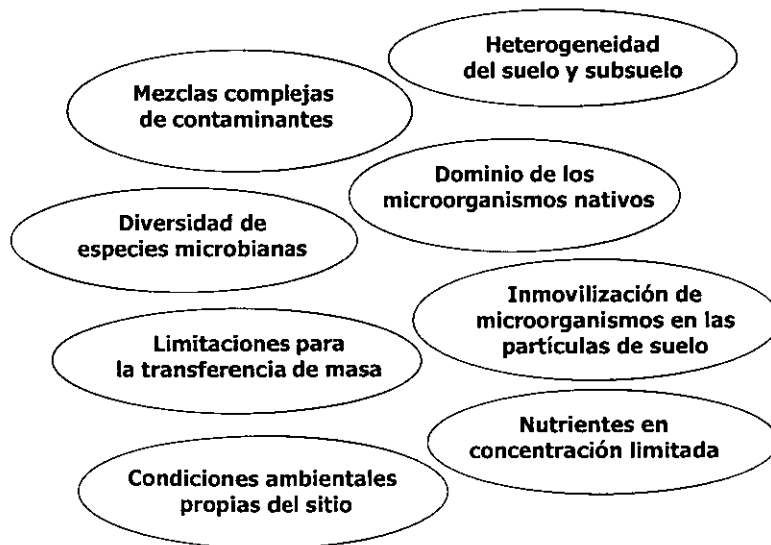 Heterogeneidad
del suelo y subsuelo
Mezclas complejas
de contaminantes
Dominio de los
microorganismos nativos
Diversidad de
especies microbianas
Inmovilización de
microorganismos en las
partículas de suelo
Limitaciones para
la transferencia de masa
Nutrientes en
concentración limitada
Condiciones ambientales
propias del sitio